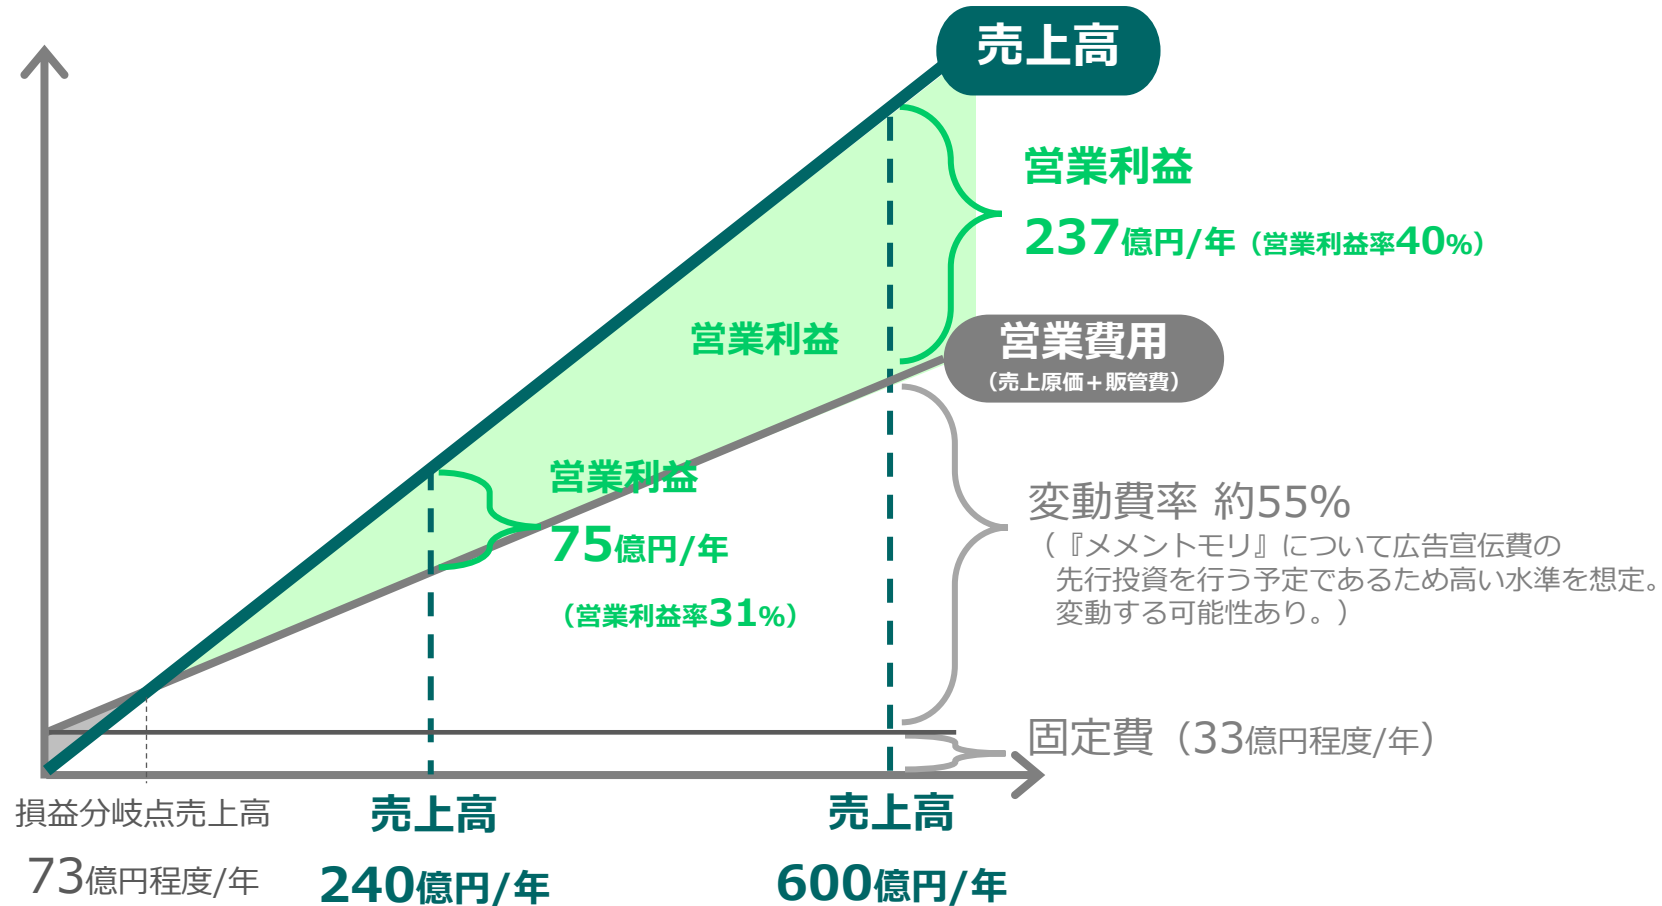 売上高
営業利益
237億円/年（営業利益率40%）
営業利益
営業費用
（売上原価＋販管費）
営業利益
75億円/年
（営業利益率31%）
変動費率 約55%
（『メメントモリ』について広告宣伝費の
先行投資を行う予定であるため高い水準を想定。
変動する可能性あり。）
固定費（33億円程度/年）
損益分岐点売上高
73億円程度/年
売上高
240億円/年
売上高
600億円/年